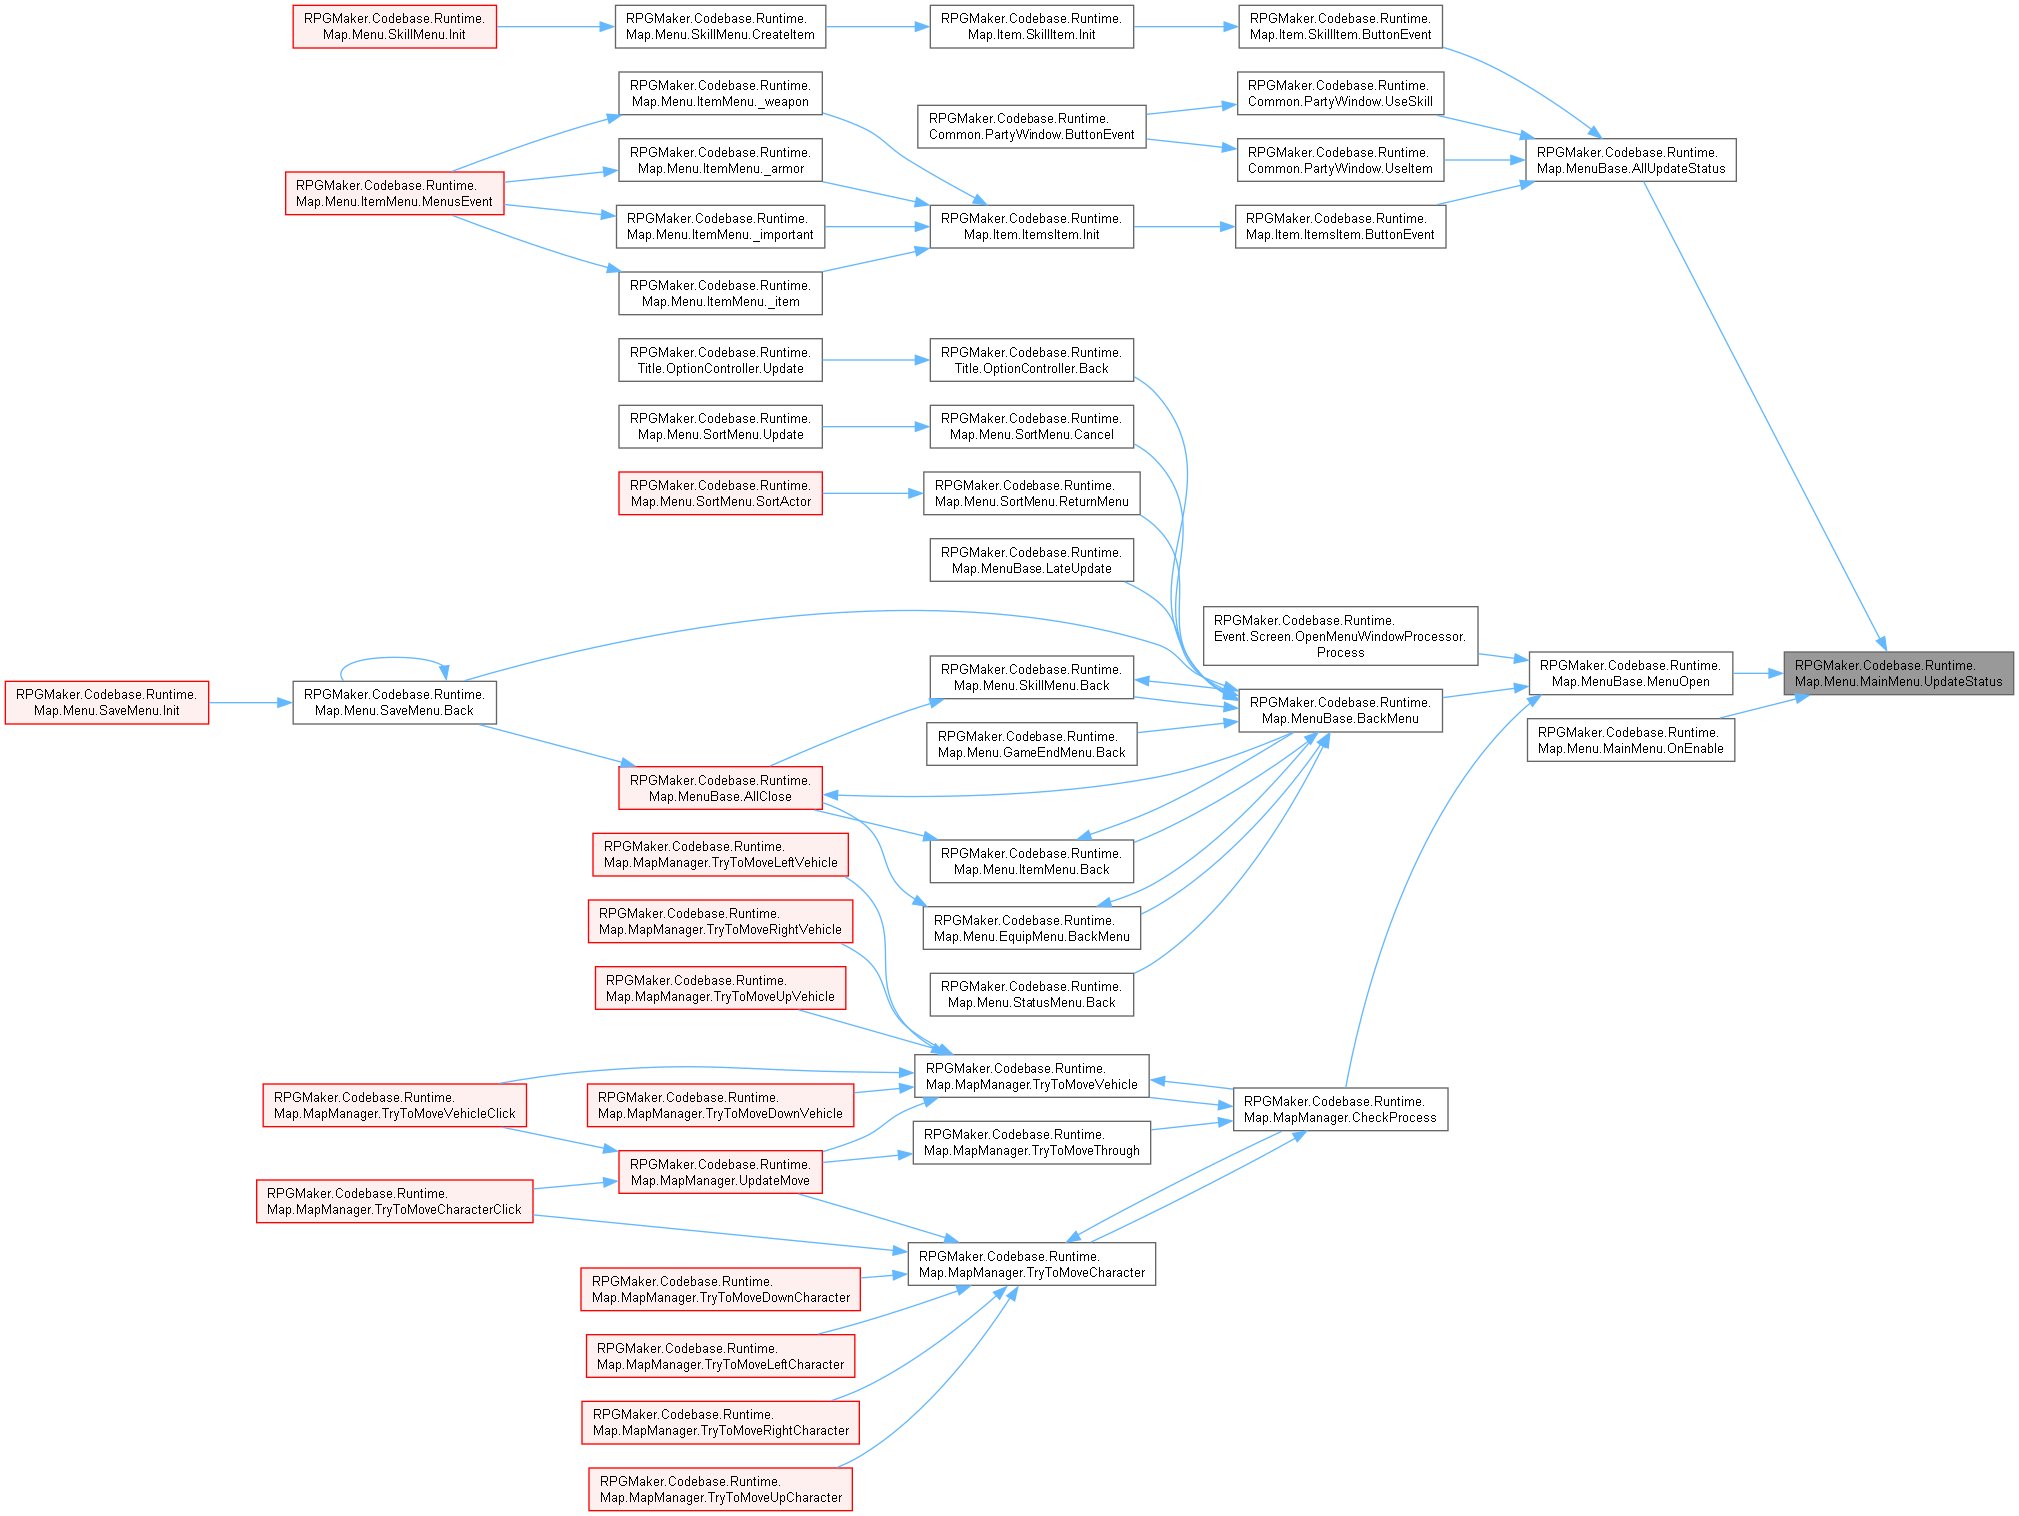 RPGMaker.Codebase.Runtime.
Map.Menu.SkillMenu.Init
RPGMaker.Codebase.Runtime.
Map.Menu.SkillMenu.CreateItem
RPGMaker.Codebase.Runtime.
Map.Item.SkillItem.Init
RPGMaker.Codebase.Runtime.
Map.Item.SkillItem.ButtonEvent
RPGMaker.Codebase.Runtime.
Map.Menu.ItemMenu._weapon
RPGMaker.Codebase.Runtime.
Common.PartyWindow.UseSkill
RPGMaker.Codebase.Runtime.
Common.PartyWindow.ButtonEvent
RPGMaker.Codebase.Runtime.
Map.Menu.ItemMenu._armor
RPGMaker.Codebase.Runtime.
Common.PartyWindow.UseItem
RPGMaker.Codebase.Runtime.
Map.MenuBase.AllUpdateStatus
RPGMaker.Codebase.Runtime.
Map.Menu.ItemMenu.MenusEvent
RPGMaker.Codebase.Runtime.
Map.Menu.ItemMenu._important
RPGMaker.Codebase.Runtime.
Map.Item.ItemsItem.Init
RPGMaker.Codebase.Runtime.
Map.Item.ItemsItem.ButtonEvent
RPGMaker.Codebase.Runtime.
Map.Menu.ItemMenu._item
RPGMaker.Codebase.Runtime.
Title.OptionController.Update
RPGMaker.Codebase.Runtime.
Title.OptionController.Back
RPGMaker.Codebase.Runtime.
Map.Menu.SortMenu.Update
RPGMaker.Codebase.Runtime.
Map.Menu.SortMenu.Cancel
RPGMaker.Codebase.Runtime.
Map.Menu.SortMenu.SortActor
RPGMaker.Codebase.Runtime.
Map.Menu.SortMenu.ReturnMenu
RPGMaker.Codebase.Runtime.
Map.MenuBase.LateUpdate
RPGMaker.Codebase.Runtime.
Event.Screen.OpenMenuWindowProcessor.
Process
RPGMaker.Codebase.Runtime.
Map.Menu.SkillMenu.Back
RPGMaker.Codebase.Runtime.
Map.MenuBase.MenuOpen
RPGMaker.Codebase.Runtime.
Map.Menu.MainMenu.UpdateStatus
RPGMaker.Codebase.Runtime.
Map.Menu.SaveMenu.Init
RPGMaker.Codebase.Runtime.
Map.Menu.SaveMenu.Back
RPGMaker.Codebase.Runtime.
Map.MenuBase.BackMenu
RPGMaker.Codebase.Runtime.
Map.Menu.GameEndMenu.Back
RPGMaker.Codebase.Runtime.
Map.Menu.MainMenu.OnEnable
RPGMaker.Codebase.Runtime.
Map.MenuBase.AllClose
RPGMaker.Codebase.Runtime.
Map.MapManager.TryToMoveLeftVehicle
RPGMaker.Codebase.Runtime.
Map.Menu.ItemMenu.Back
RPGMaker.Codebase.Runtime.
Map.MapManager.TryToMoveRightVehicle
RPGMaker.Codebase.Runtime.
Map.Menu.EquipMenu.BackMenu
RPGMaker.Codebase.Runtime.
Map.MapManager.TryToMoveUpVehicle
RPGMaker.Codebase.Runtime.
Map.Menu.StatusMenu.Back
RPGMaker.Codebase.Runtime.
Map.MapManager.TryToMoveVehicle
RPGMaker.Codebase.Runtime.
Map.MapManager.TryToMoveVehicleClick
RPGMaker.Codebase.Runtime.
Map.MapManager.TryToMoveDownVehicle
RPGMaker.Codebase.Runtime.
Map.MapManager.CheckProcess
RPGMaker.Codebase.Runtime.
Map.MapManager.TryToMoveThrough
RPGMaker.Codebase.Runtime.
Map.MapManager.UpdateMove
RPGMaker.Codebase.Runtime.
Map.MapManager.TryToMoveCharacterClick
RPGMaker.Codebase.Runtime.
Map.MapManager.TryToMoveCharacter
RPGMaker.Codebase.Runtime.
Map.MapManager.TryToMoveDownCharacter
RPGMaker.Codebase.Runtime.
Map.MapManager.TryToMoveLeftCharacter
RPGMaker.Codebase.Runtime.
Map.MapManager.TryToMoveRightCharacter
RPGMaker.Codebase.Runtime.
Map.MapManager.TryToMoveUpCharacter